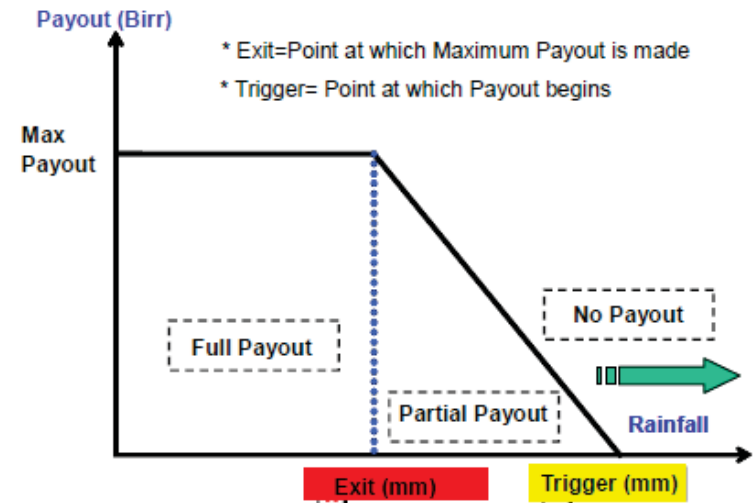 Payout (Birr)
* Exit=Point at which Maximum Payout is made
* Trigger= Point at which Payout begins
Max
Payout
No Payout
Full Payout
Partial Payout
Rainfall
Exit (mm)
Trigger (mm)